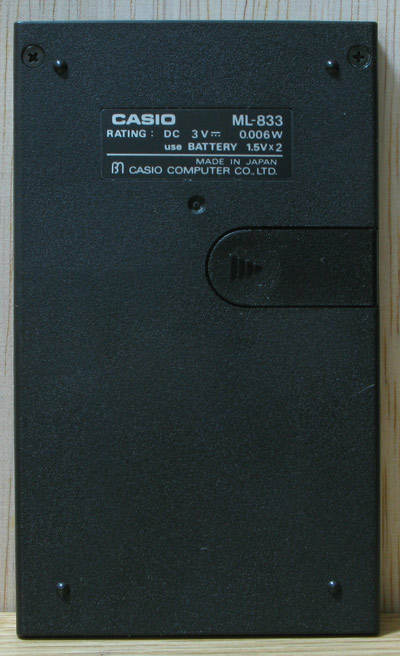 CASIO ML-833
RATING : DC 3V⎓ 0.006W
use BATTERY 1.5V×2
MADE IN JAPAN
CASIO COMPUTER CO., LTD.